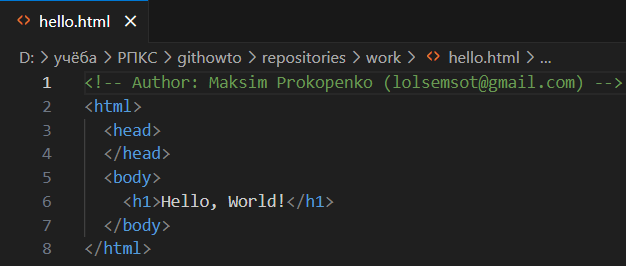 hello.html
D: > учёба > РПКС > githowto > repositories > work > hello.html > ...
1 <!-- Author: Maksim Prokopenko (lolsemsot@gmail.com) -->
2 <html>
3 <head>
4 </head>
5 <body>
6 <h1>Hello, World!</h1>
7 </body>
8 </html>